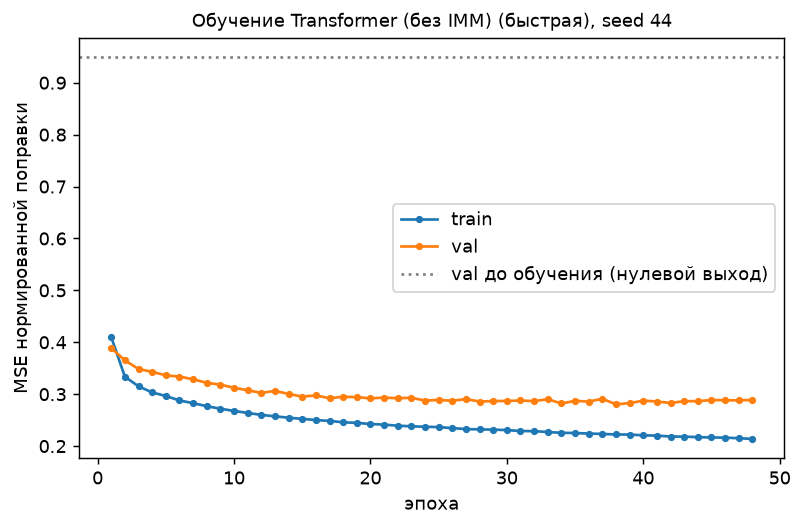 Обучение Transformer (без IMM) (быстрая), seed 44
MSE нормированной поправки
0.9
0.8
0.7
0.6
0.5
0.4
0.3
0.2
train
val
val до обучения (нулевой выход)
0 10 20 30 40 50
эпоха